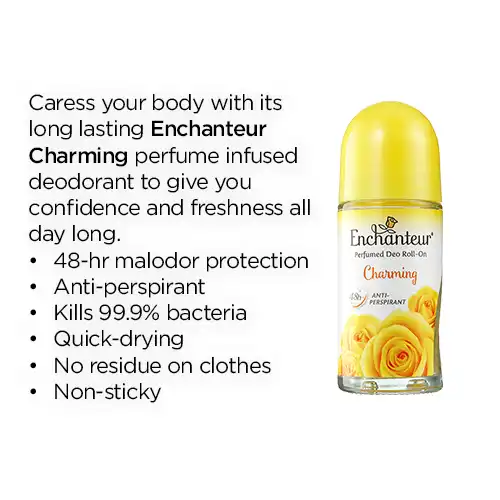 Caress your body with its
long lasting Enchanteur
Charming perfume infused
deodorant to give you
confidence and freshness all
day long.
• 48-hr malodor protection
• Anti-perspirant
• Kills 99.9% bacteria
• Quick-drying
• No residue on clothes
• Non-sticky
Enchanteur®
Perfumed Deo Roll-On
Charming
48h ANTI-
PERSPIRANT